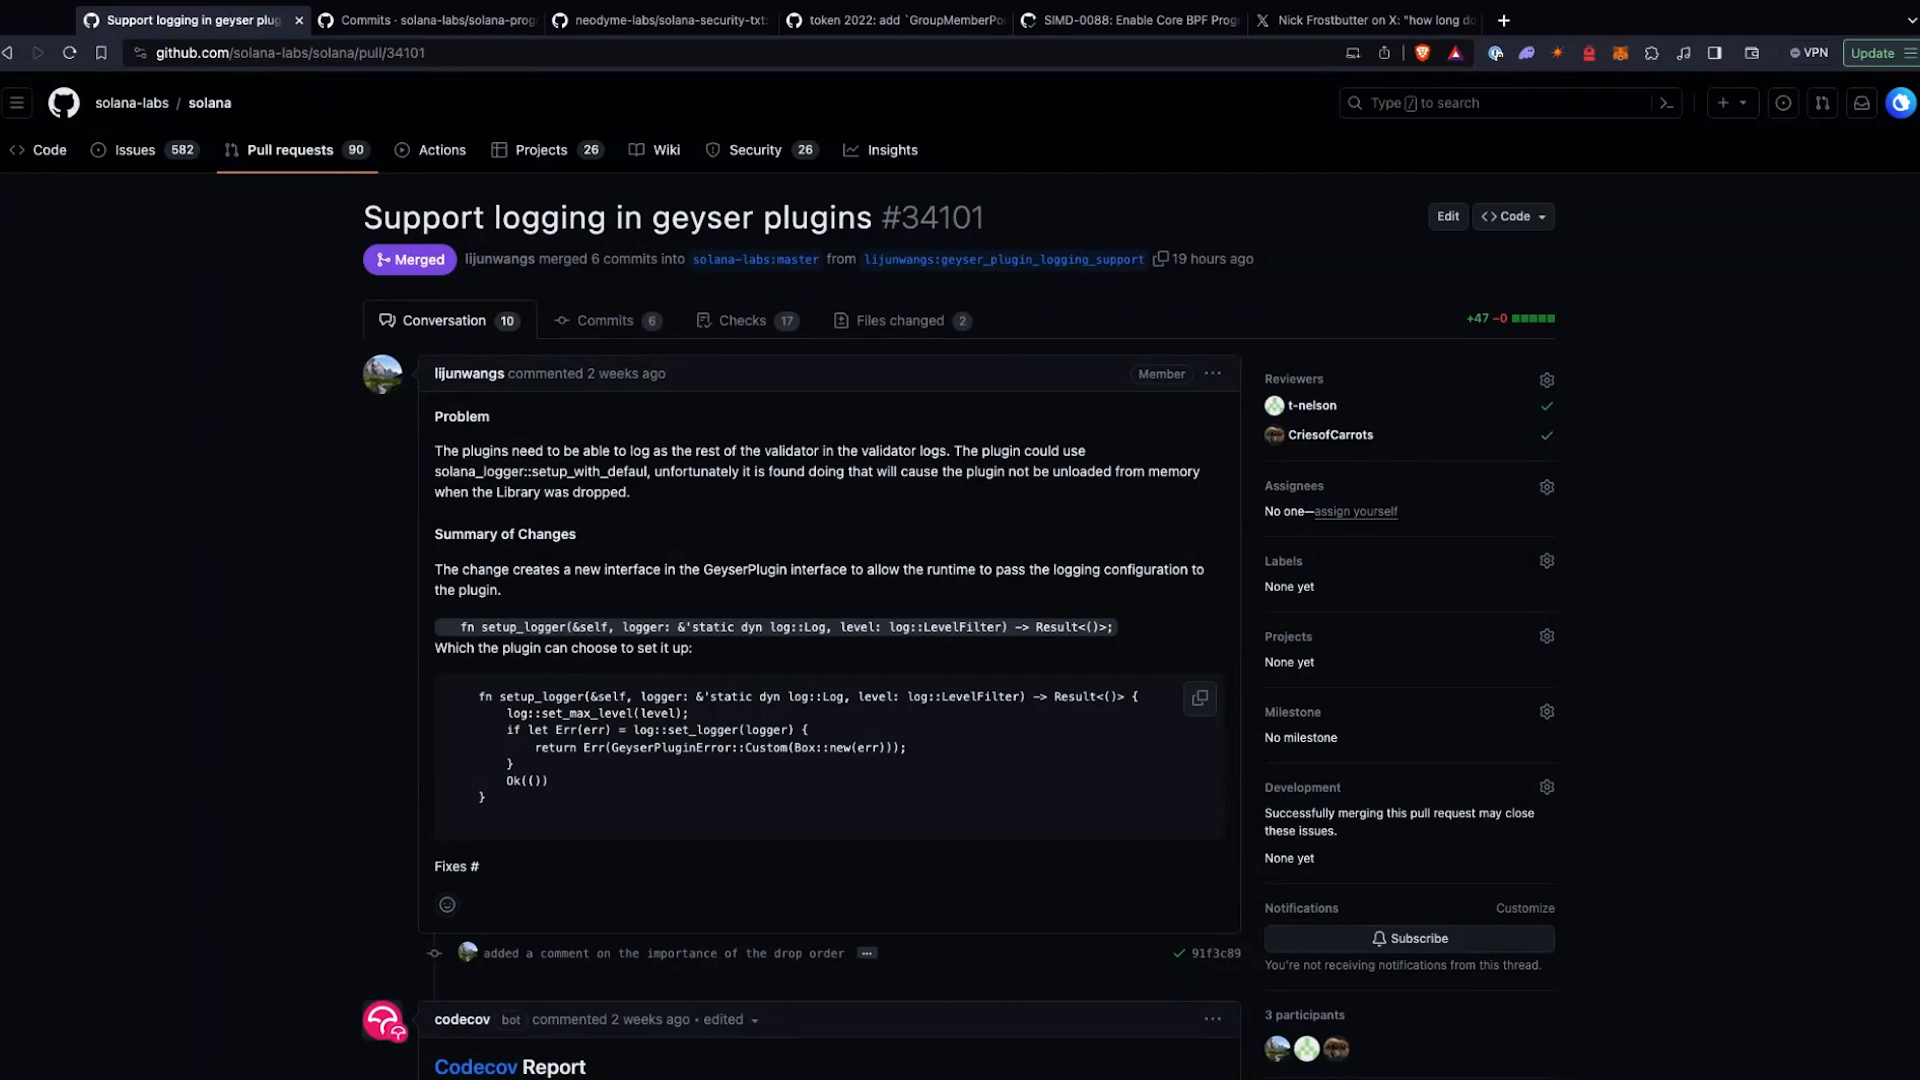 Support logging in geyser plug
Commits · solana-labs/solana-prog
neodyme-labs/solana-security-txt:
token 2022: add `GroupMemberPo
SIMD-0088: Enable Core BPF Prog
Nick Frostbutter on X: "how long do
github.com/solana-labs/solana/pull/34101
VPN
Update
solana-labs / solana
Type / to search
Code
Issues 582
Pull requests 90
Actions
Projects 26
Wiki
Security 26
Insights
Support logging in geyser plugins #34101
Edit
<> Code
Merged
lijunwangs merged 6 commits into solana-labs:master from lijunwangs:geyser_plugin_logging_support 19 hours ago
Conversation 10
Commits 6
Checks 17
Files changed 2
+47 −0
lijunwangs commented 2 weeks ago
Member
Problem
The plugins need to be able to log as the rest of the validator in the validator logs. The plugin could use
solana_logger::setup_with_defaul, unfortunately it is found doing that will cause the plugin not be unloaded from memory
when the Library was dropped.
Summary of Changes
The change creates a new interface in the GeyserPlugin interface to allow the runtime to pass the logging configuration to
the plugin.
fn setup_logger(&self, logger: &'static dyn log::Log, level: log::LevelFilter) -> Result<()>;
Which the plugin can choose to set it up:
fn setup_logger(&self, logger: &'static dyn log::Log, level: log::LevelFilter) -> Result<()> {
log::set_max_level(level);
if let Err(err) = log::set_logger(logger) {
return Err(GeyserPluginError::Custom(Box::new(err)));
}
Ok(())
}
Fixes #
added a comment on the importance of the drop order
91f3c89
codecov bot commented 2 weeks ago • edited
Codecov Report
Reviewers
t-nelson
CriesofCarrots
Assignees
No one—assign yourself
Labels
None yet
Projects
None yet
Milestone
No milestone
Development
Successfully merging this pull request may close
these issues.
None yet
Notifications
Customize
Subscribe
You're not receiving notifications from this thread.
3 participants